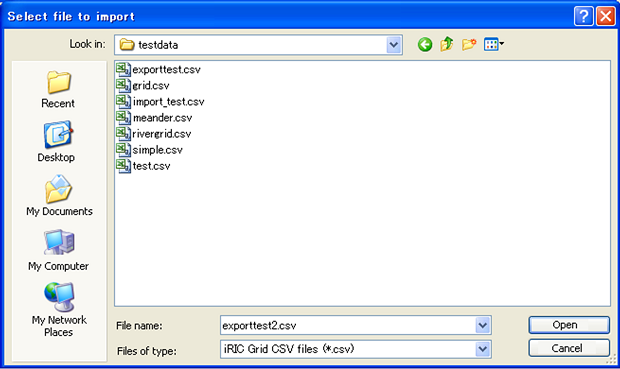 Select file to import
Look in: testdata
Recent
Desktop
My Documents
My Computer
My Network
Places
exporttest.csv
grid.csv
import_test.csv
meander.csv
rivergrid.csv
simple.csv
test.csv
File name: exporttest2.csv Open
Files of type: iRIC Grid CSV files (*.csv) Cancel